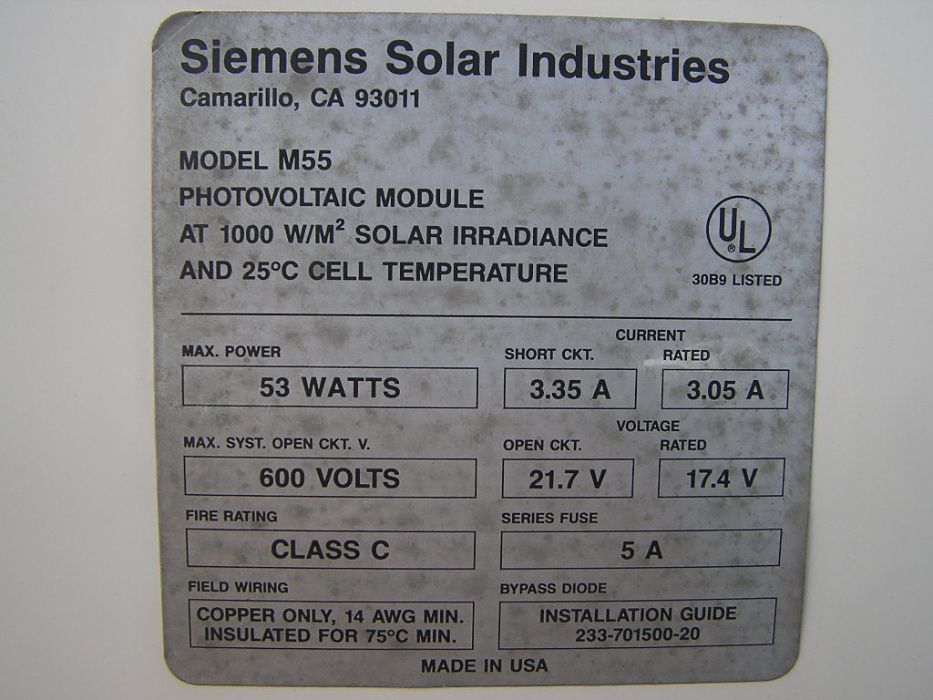 Siemens Solar Industries
Camarillo, CA 93011
MODEL M55
PHOTOVOLTAIC MODULE
AT 1000 W/M² SOLAR IRRADIANCE
AND 25°C CELL TEMPERATURE
UL
®
30B9 LISTED
CURRENT
MAX. POWER SHORT CKT. RATED
53 WATTS 3.35 A 3.05 A
VOLTAGE
MAX. SYST. OPEN CKT. V. OPEN CKT. RATED
600 VOLTS 21.7 V 17.4 V
FIRE RATING SERIES FUSE
CLASS C 5 A
FIELD WIRING BYPASS DIODE
COPPER ONLY, 14 AWG MIN. INSTALLATION GUIDE
INSULATED FOR 75°C MIN. 233-701500-20
MADE IN USA